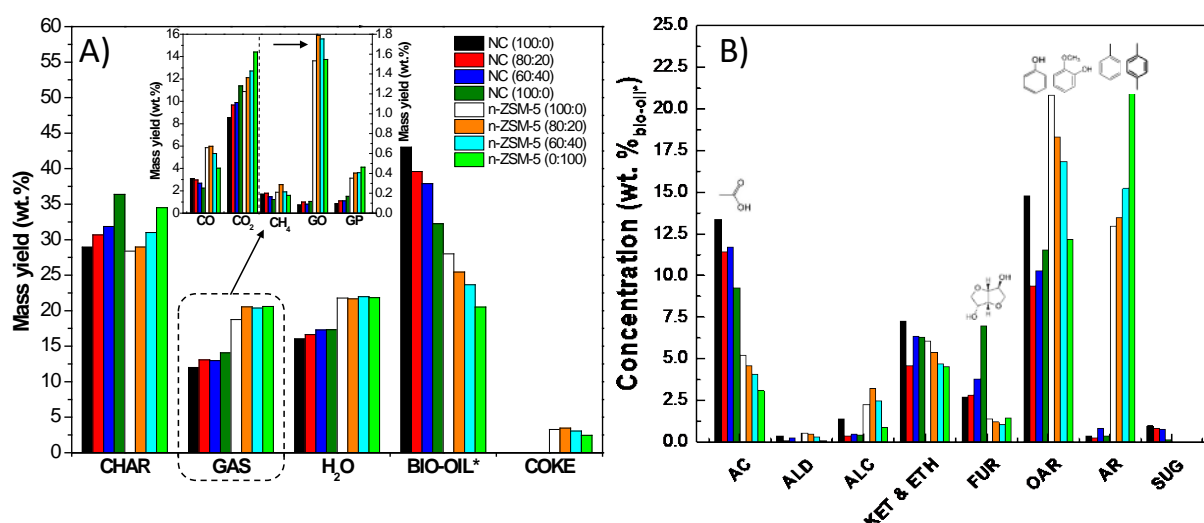 A)
60
55
50
45
40
35
30
25
20
15
10
5
0
Mass yield (wt.%)
CHAR
GAS
H2O
BIO-OIL*
COKE
16
14
12
10
8
6
4
2
0
Mass yield (wt.%)
CO
CO2
CH4
GO
GP
1.8
1.6
1.4
1.2
1.0
0.8
0.6
0.4
0.2
0.0
Mass yield (wt.%)
NC (100:0)
NC (80:20)
NC (60:40)
NC (100:0)
n-ZSM-5 (100:0)
n-ZSM-5 (80:20)
n-ZSM-5 (60:40)
n-ZSM-5 (0:100)
B)
25.0
22.5
20.0
17.5
15.0
12.5
10.0
7.5
5.0
2.5
0.0
Concentration (wt. %bio-oil*)
O
OH
OH
O
H
H
O
HO
OH
OCH3
OH
AC
ALD
ALC
KET & ETH
FUR
OAR
AR
SUG